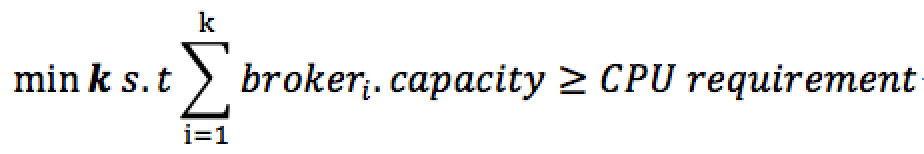 min k s.t ∑_{i=1}^{k} broker_i.capacity ≥ CPU requirement